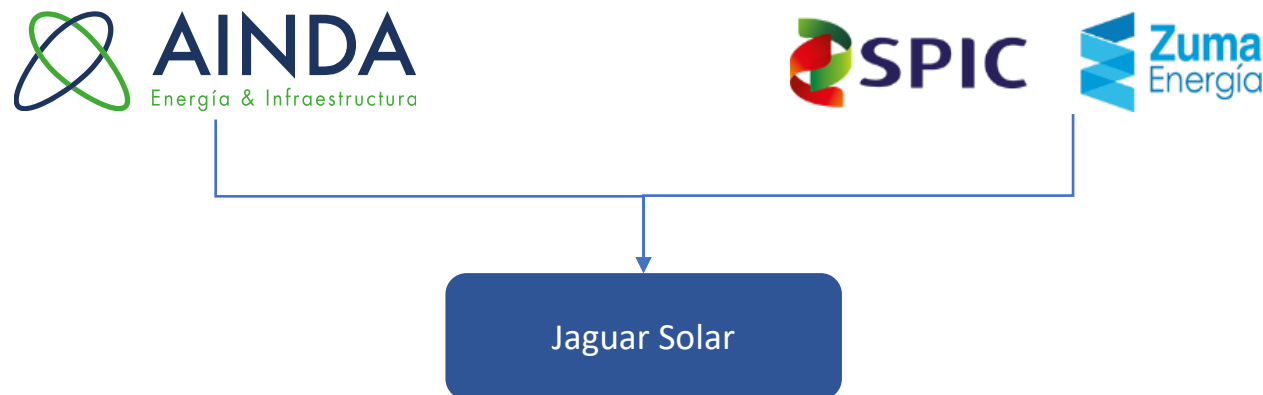 AINDA
Energía & Infraestructura
SPIC
Zuma
Energía
Jaguar Solar